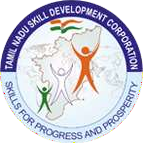 TAMIL NADU SKILL DEVELOPMENT CORPORATION
SKILLS FOR PROGRESS AND PROSPERITY